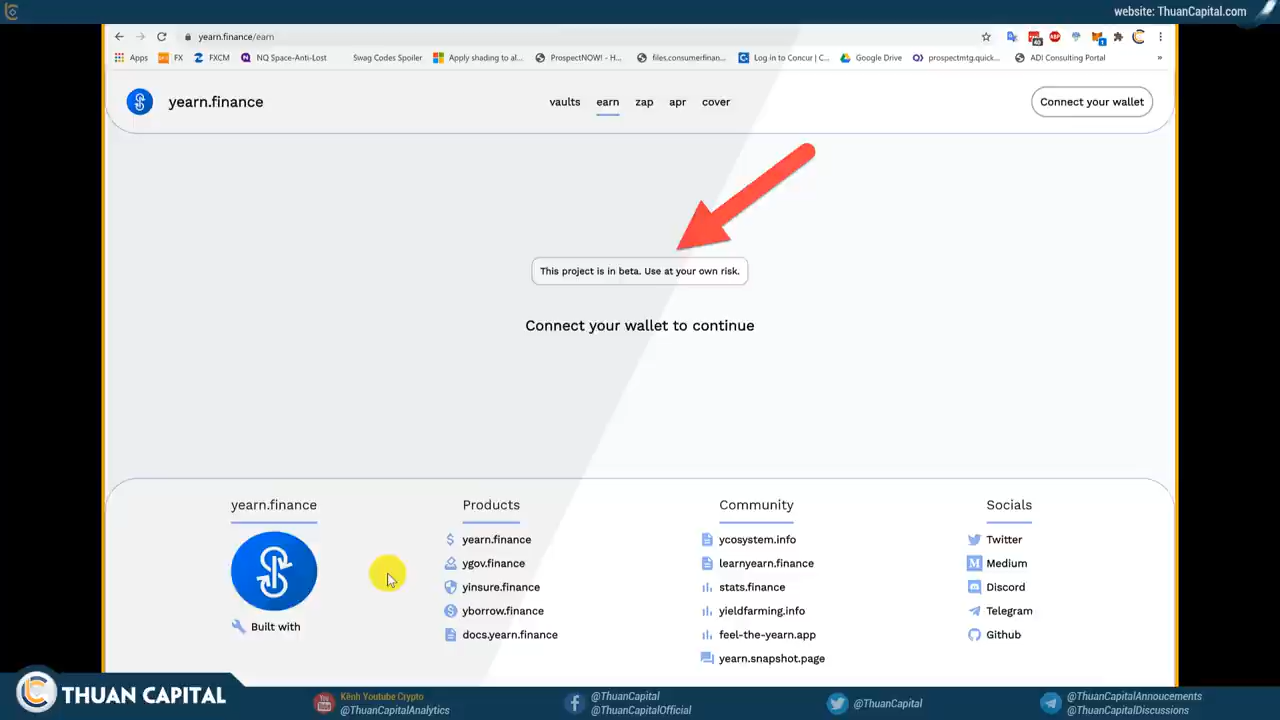 website: ThuanCapital.com
yearn.finance/earn
40
ABP
1
Apps
FX
FXCM
NQ Space-Anti-Lost
Swag Codes Spoiler
Apply shading to al...
ProspectNOW! - H...
files.consumerfinan...
Log in to Concur | C...
Google Drive
prospectmtg.quick...
ADI Consulting Portal
»
yearn.finance
vaults
earn
zap
apr
cover
Connect your wallet
This project is in beta. Use at your own risk.
Connect your wallet to continue
yearn.finance
Built with
Products
yearn.finance
ygov.finance
yinsure.finance
yborrow.finance
docs.yearn.finance
Community
ycosystem.info
learnyearn.finance
stats.finance
yieldfarming.info
feel-the-yearn.app
yearn.snapshot.page
Socials
Twitter
Medium
Discord
Telegram
Github
THUAN CAPITAL
Kênh Youtube Crypto
@ThuanCapitalAnalytics
@ThuanCapital
@ThuanCapitalOfficial
@ThuanCapital
@ThuanCapitalAnnoucements
@ThuanCapitalDiscussions